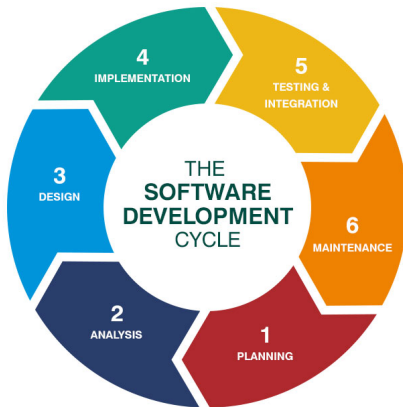 THE
SOFTWARE
DEVELOPMENT
CYCLE
1
PLANNING
2
ANALYSIS
3
DESIGN
4
IMPLEMENTATION
5
TESTING &
INTEGRATION
6
MAINTENANCE